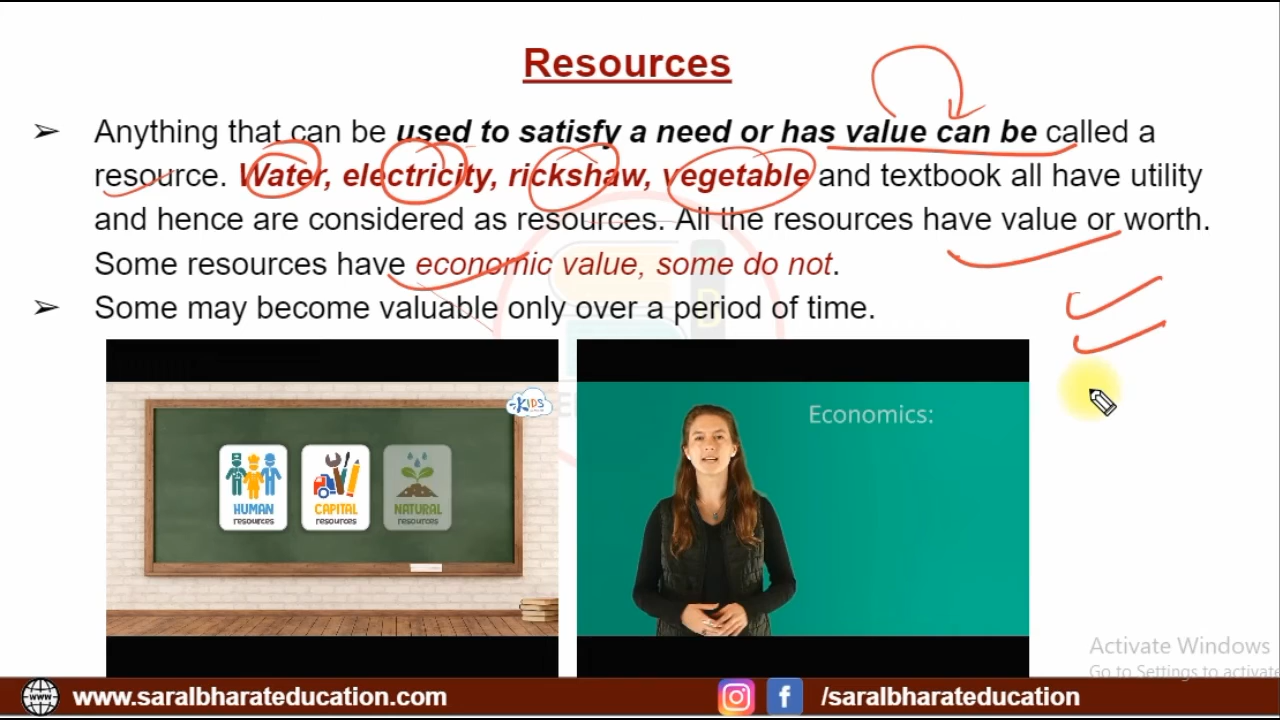 Resources
➢ Anything that can be used to satisfy a need or has value can be called a
resource. Water, electricity, rickshaw, vegetable and textbook all have utility
and hence are considered as resources. All the resources have value or worth.
Some resources have economic value, some do not.
➢ Some may become valuable only over a period of time.
KIDS
HUMAN
resources
CAPITAL
resources
NATURAL
resources
Economics:
Activate Windows
Go to Settings to activate
www www.saralbharateducation.com
/saralbharateducation